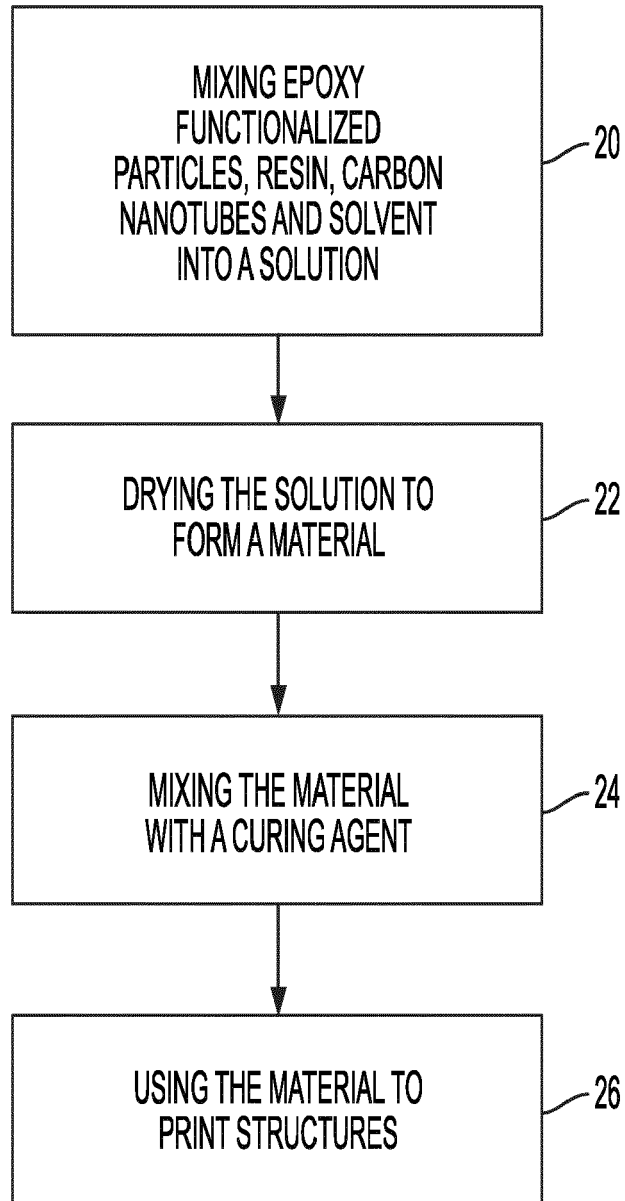 MIXING EPOXY
FUNCTIONALIZED
PARTICLES, RESIN, CARBON
NANOTUBES AND SOLVENT
INTO A SOLUTION
20
DRYING THE SOLUTION TO
FORM A MATERIAL
22
MIXING THE MATERIAL
WITH A CURING AGENT
24
USING THE MATERIAL TO
PRINT STRUCTURES
26